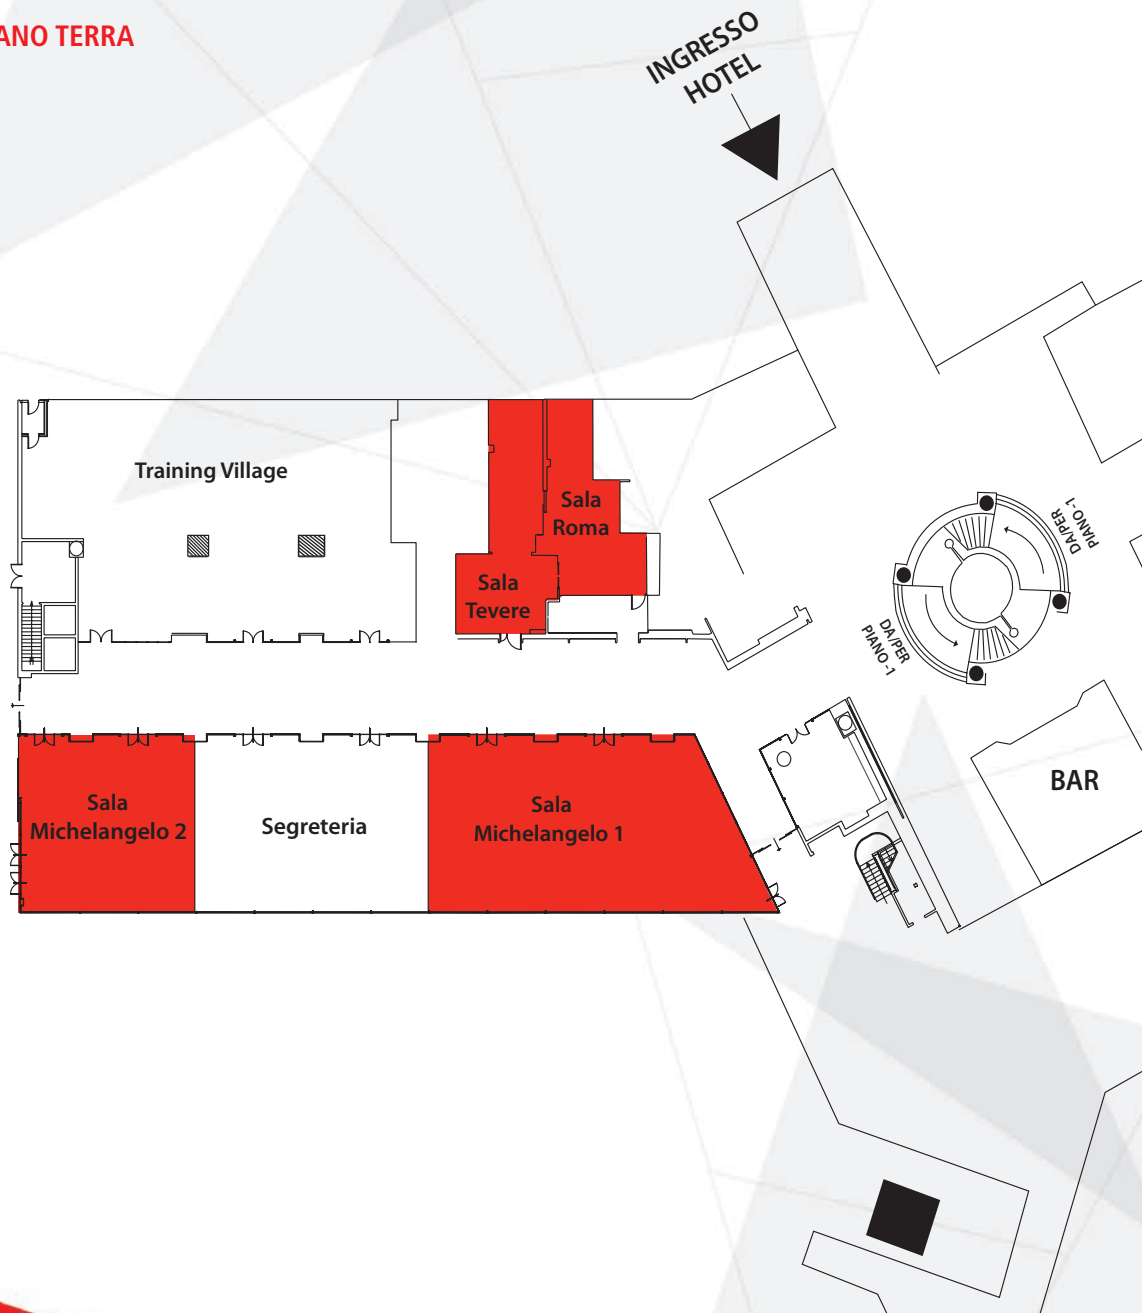 ANO TERRA
INGRESSO
HOTEL
Training Village
Sala
Roma
Sala
Tevere
DA/PER
PIANO -1
DA/PER
PIANO -1
BAR
Sala
Michelangelo 2
Segreteria
Sala
Michelangelo 1